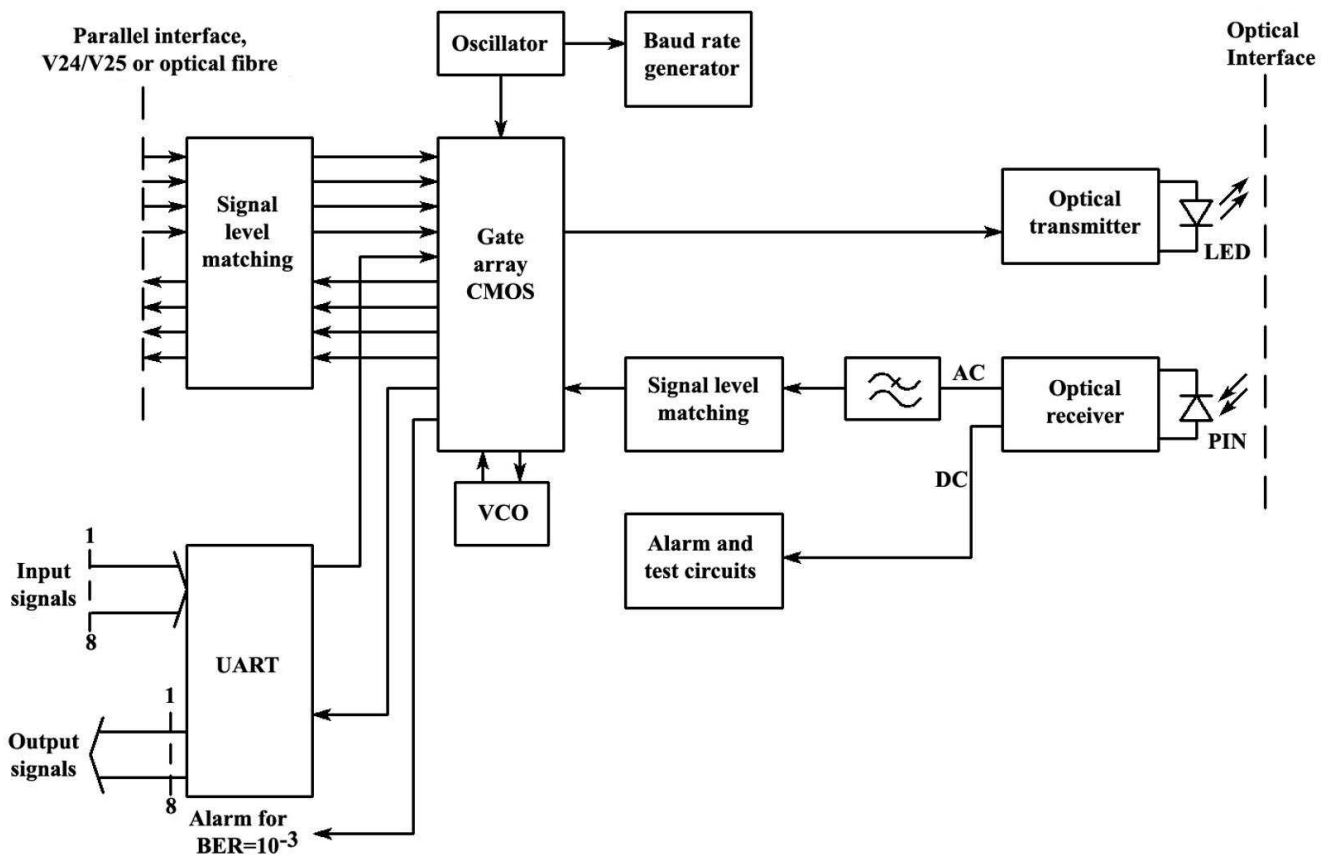 Parallel interface,
V24/V25 or optical fibre
Oscillator
Baud rate
generator
Optical
Interface
Signal
level
matching
Gate
array
CMOS
Optical
transmitter
LED
Signal level
matching
AC
Optical
receiver
PIN
DC
VCO
Alarm and
test circuits
1
Input
signals
8
UART
1
Output
signals
8
Alarm for
BER=10-3